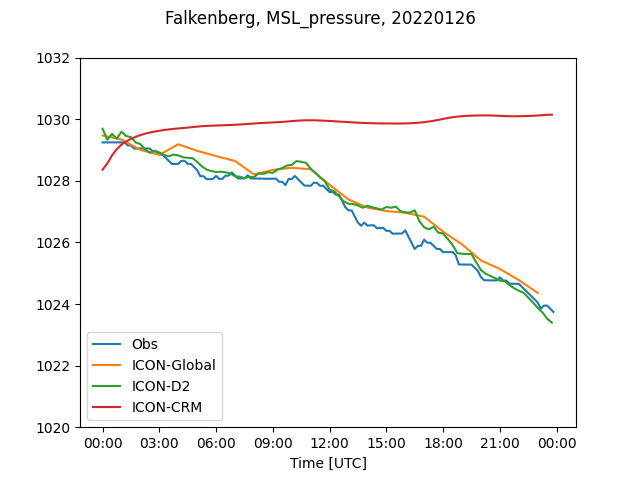 Falkenberg, MSL_pressure, 20220126
1032
1030
1028
1026
1024
1022
1020
Obs
ICON-Global
ICON-D2
ICON-CRM
00:00 03:00 06:00 09:00 12:00 15:00 18:00 21:00 00:00
Time [UTC]